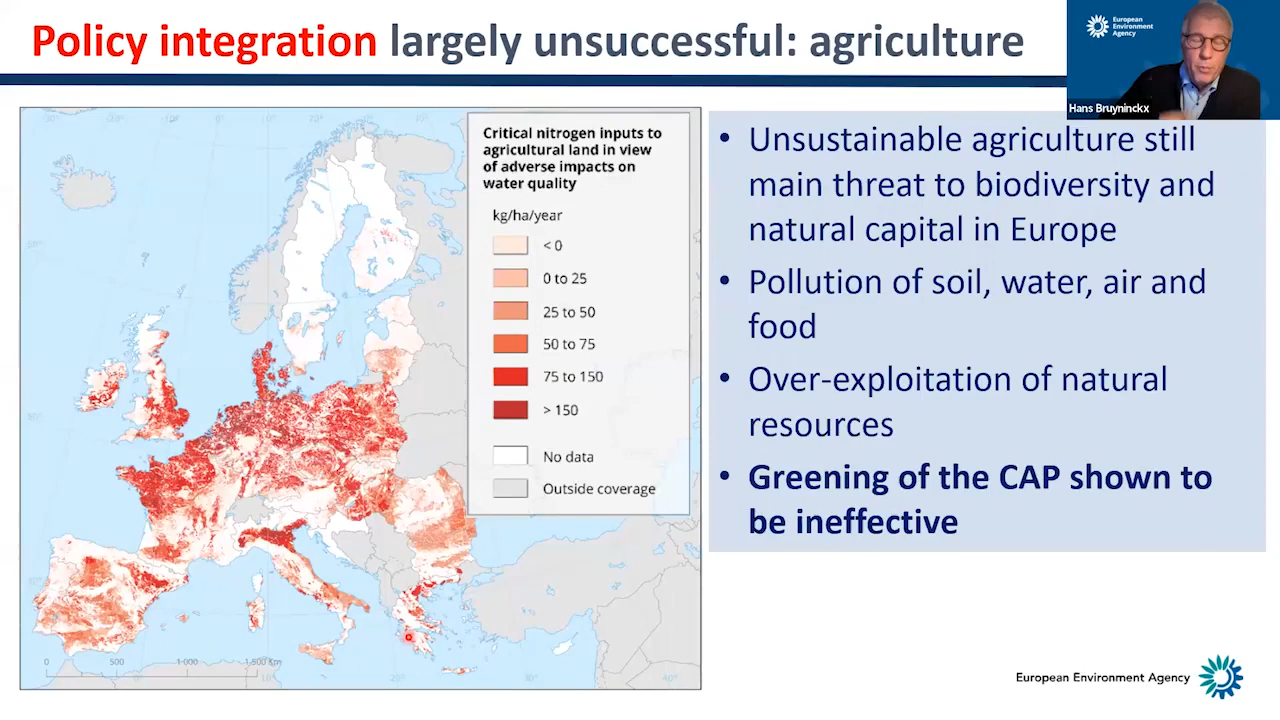 Policy integration largely unsuccessful: agriculture
European
Environment
Agency
Hans Bruyninckx
Critical nitrogen inputs to
agricultural land in view
of adverse impacts on
water quality
kg/ha/year
< 0
0 to 25
25 to 50
50 to 75
75 to 150
> 150
No data
Outside coverage
0 500 1 000 1 500 Km
• Unsustainable agriculture still
main threat to biodiversity and
natural capital in Europe
• Pollution of soil, water, air and
food
• Over-exploitation of natural
resources
• Greening of the CAP shown to
be ineffective
European Environment Agency